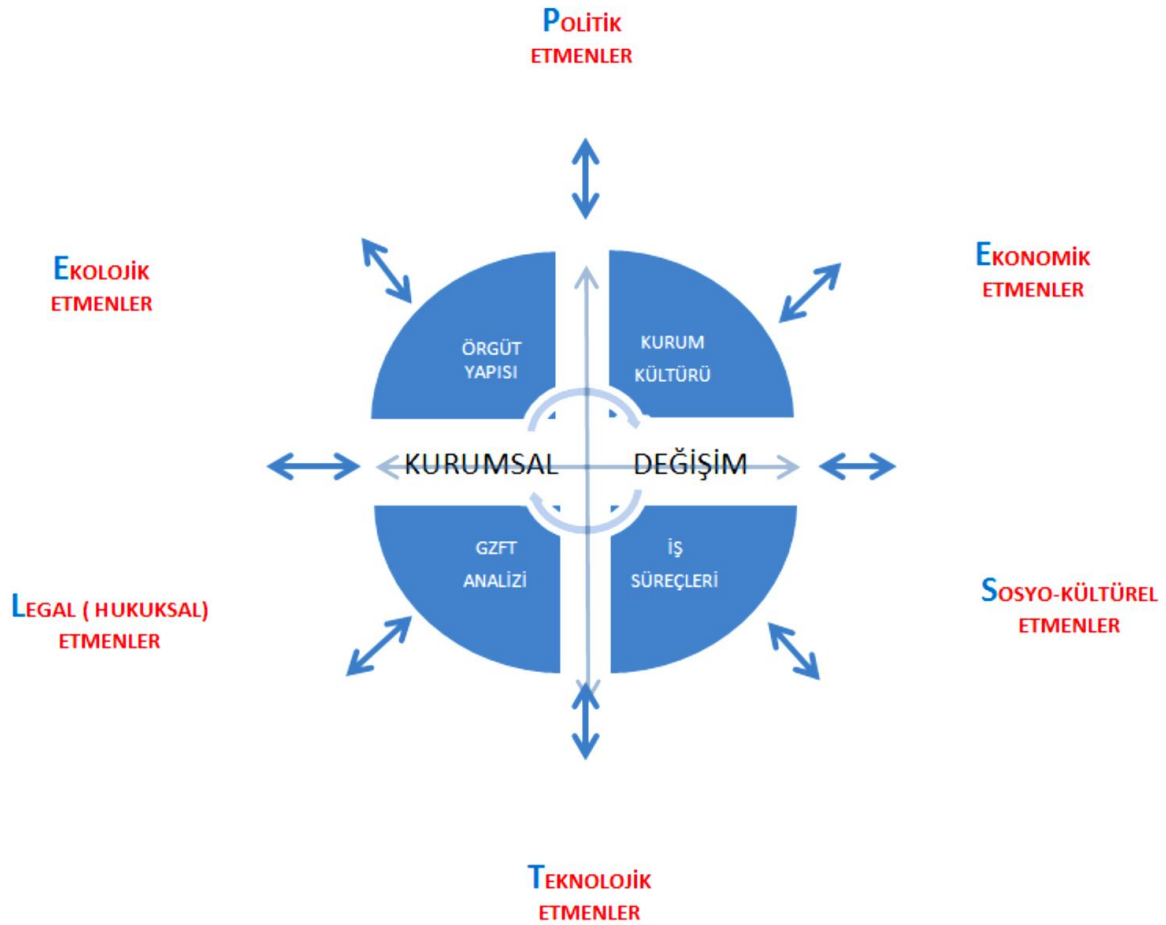 POLİTİK
ETMENLER
EKOLOJİK
ETMENLER
EKONOMİK
ETMENLER
ÖRGÜT
YAPISI
KURUM
KÜLTÜRÜ
KURUMSAL DEĞİŞİM
GZFT
ANALİZİ
İŞ
SÜREÇLERİ
LEGAL ( HUKUKSAL)
ETMENLER
SOSYO-KÜLTÜREL
ETMENLER
TEKNOLOJİK
ETMENLER